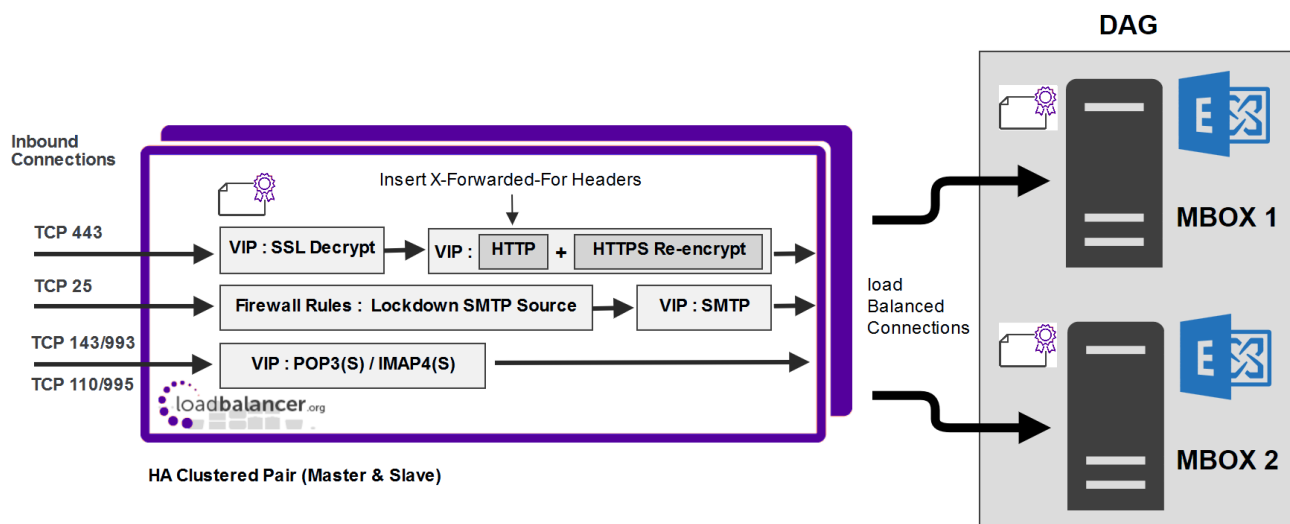 DAG
Inbound
Connections
Insert X-Forwarded-For Headers
TCP 443
VIP : SSL Decrypt
VIP :
HTTP
+
HTTPS Re-encrypt
TCP 25
Firewall Rules : Lockdown SMTP Source
VIP : SMTP
TCP 143/993
TCP 110/995
VIP : POP3(S) / IMAP4(S)
loadbalancer.org
HA Clustered Pair (Master & Slave)
load
Balanced
Connections
E
MBOX 1
E
MBOX 2